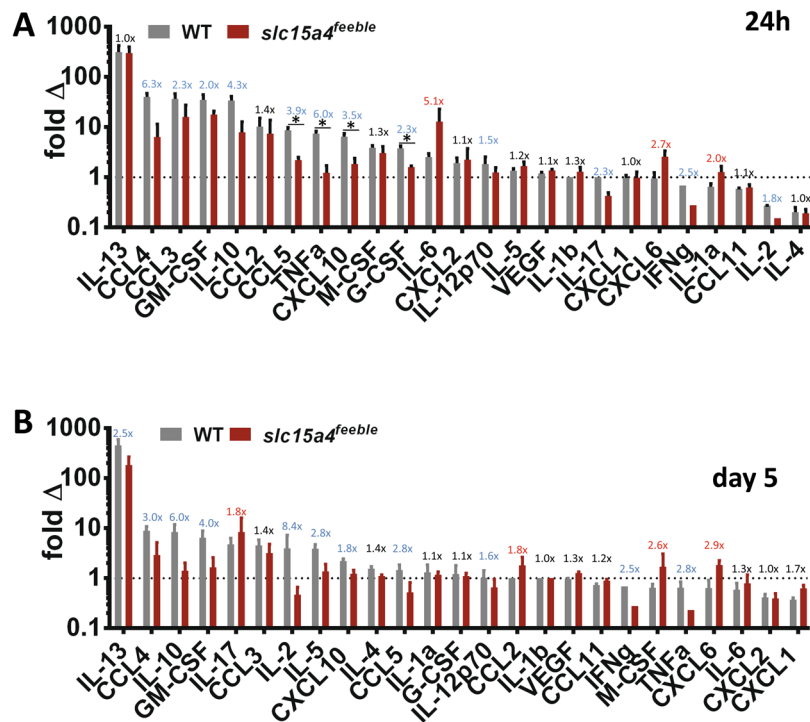 A
24h
WT slc15a4feeble
fold Δ
1000
100
10
1
0.1
1.0x 6.3x 2.3x 2.0x 4.3x 1.4x 3.9x 6.0x 3.5x 1.3x 2.3x 5.1x 1.1x 1.5x 1.2x 1.1x 1.3x 2.3x 1.0x 2.7x 2.5x 2.0x 1.1x 1.8x 1.0x
* * * *
IL-13 CCL4 CCL3 GM-CSF IL-10 CCL2 CCL5 TNFa CXCL10 M-CSF G-CSF IL-6 CXCL2 IL-12p70 IL-5 VEGF IL-1b IL-17 CXCL1 CXCL6 IFNg IL-1a CCL11 IL-2 IL-4
B
WT slc15a4feeble
day 5
fold Δ
1000
100
10
1
0.1
2.5x 3.0x 6.0x 4.0x 1.8x 1.4x 8.4x 2.8x 1.8x 1.4x 2.8x 1.1x 1.1x 1.6x 1.8x 1.0x 1.3x 1.2x 2.5x 2.6x 2.8x 2.9x 1.3x 1.0x 1.7x
IL-13 CCL4 IL-10 GM-CSF IL-17 CCL3 IL-2 IL-5 CXCL10 IL-4 CCL5 IL-1a G-CSF IL-12p70 CCL2 IL-1b VEGF CCL11 IFNg M-CSF TNFa CXCL6 IL-6 CXCL2 CXCL1